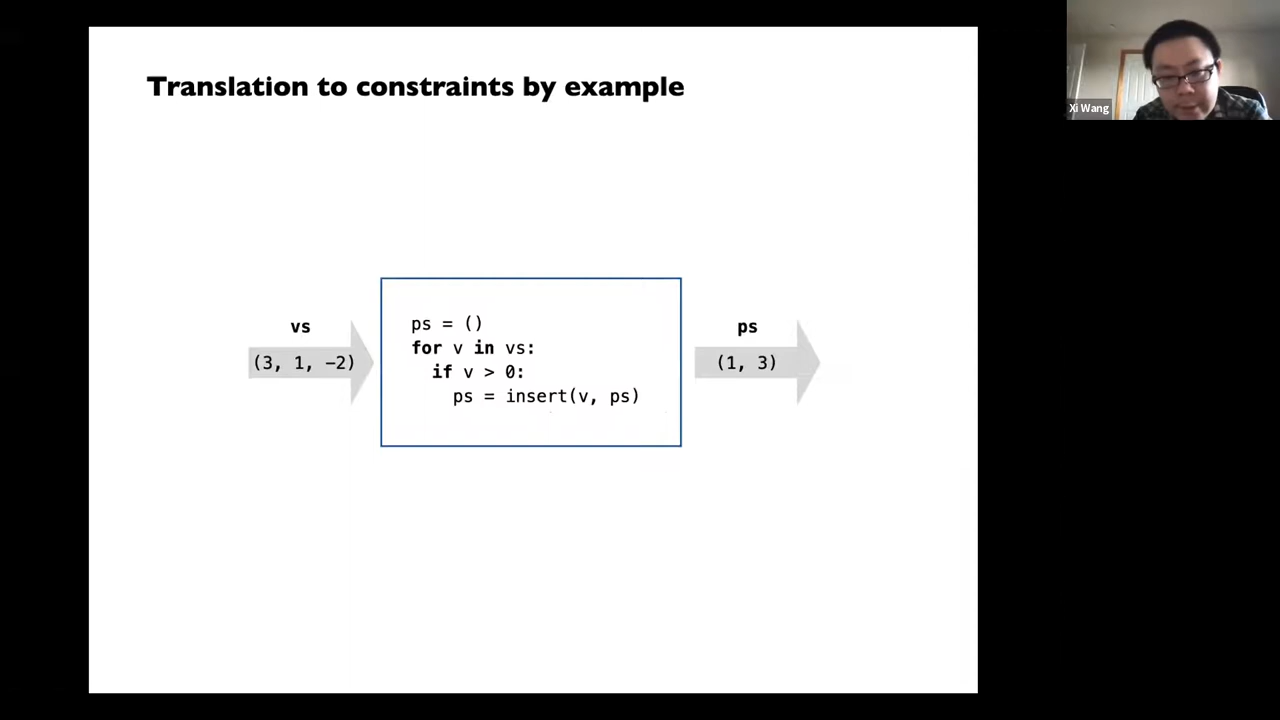 Translation to constraints by example
Xi Wang
vs
(3, 1, −2)
ps = ()
for v in vs:
if v > 0:
ps = insert(v, ps)
ps
(1, 3)